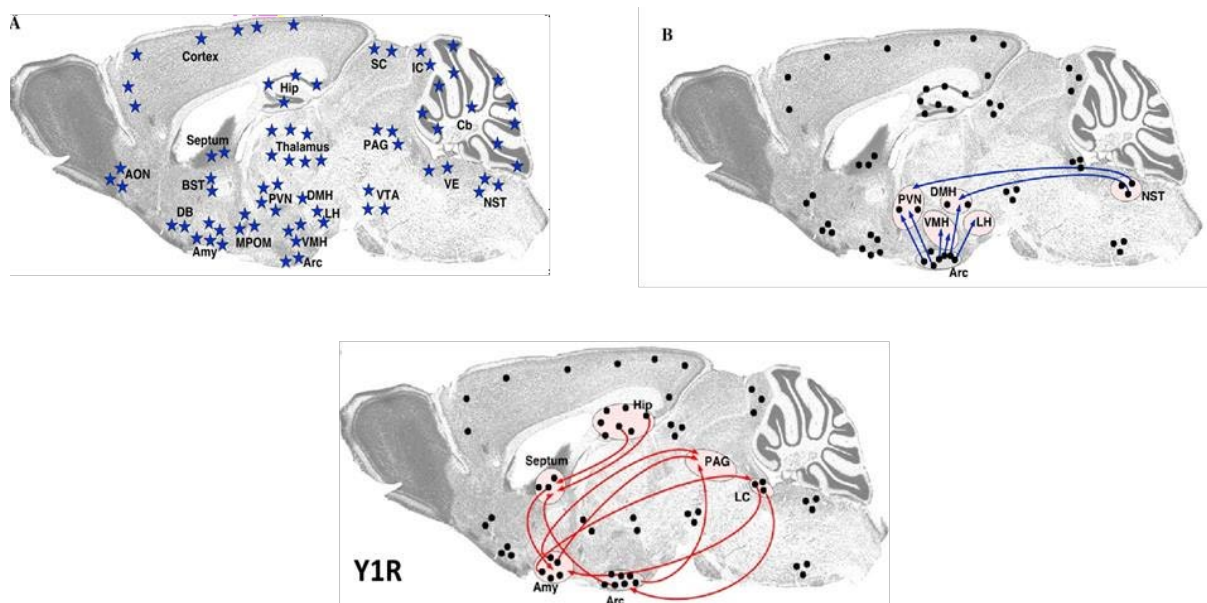 A
Cortex
SC
IC
Hip
Cb
Septum
Thalamus
PAG
AON
BST
PVN
DMH
VTA
VE
NST
DB
LH
MPOM
VMH
Amy
Arc
B
PVN
DMH
NST
VMH
LH
Arc
Hip
Septum
PAG
LC
Y1R
Amy
Arc